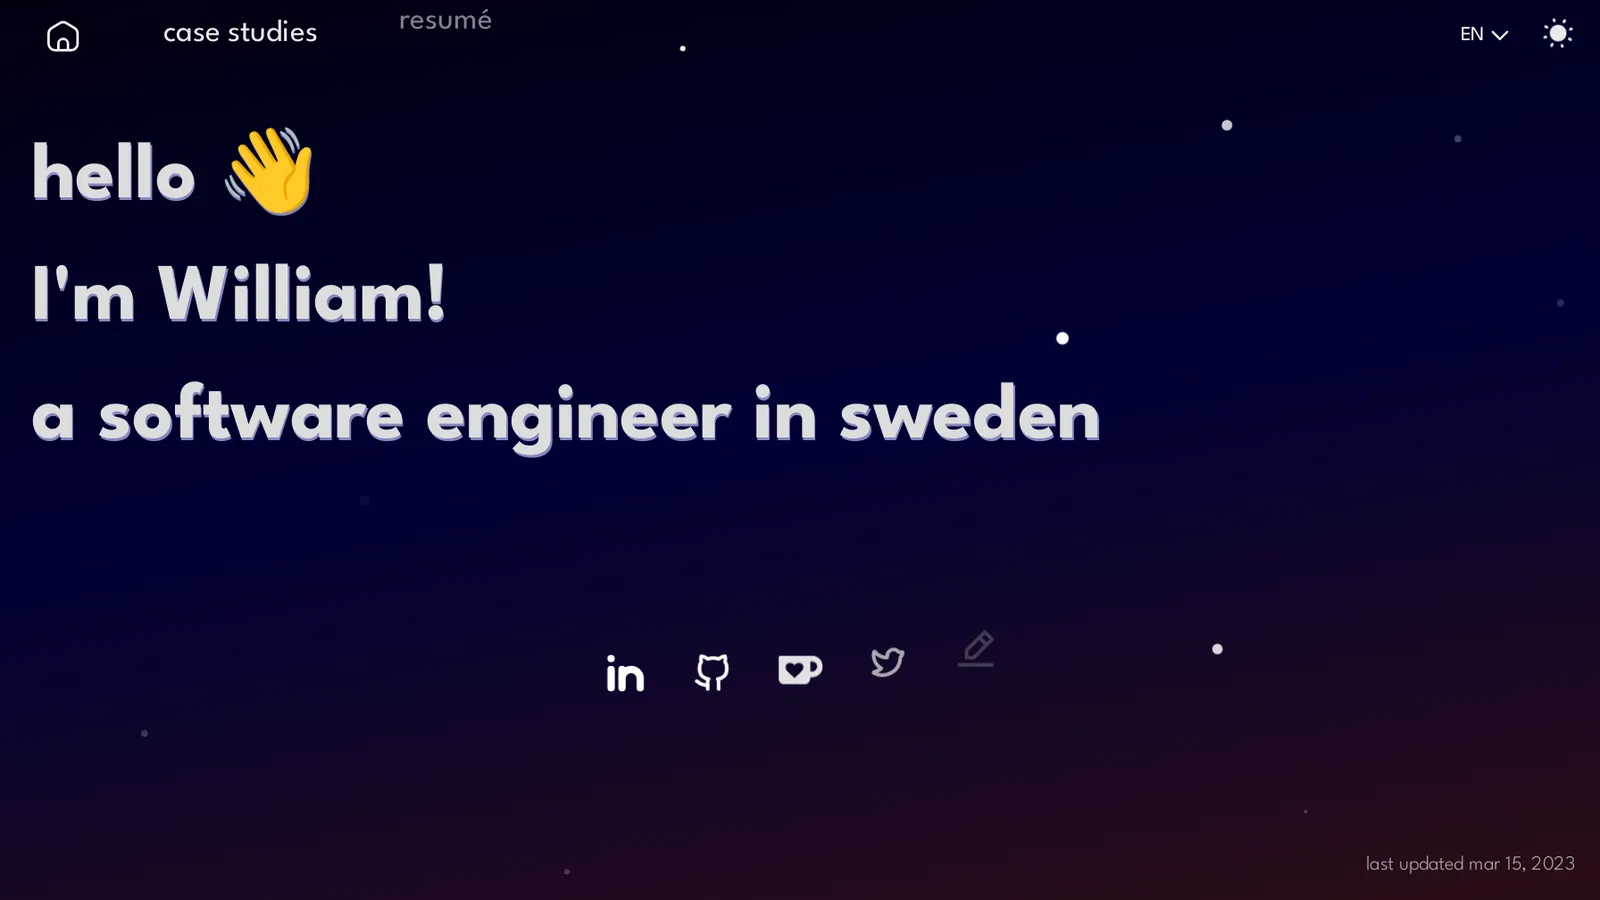 case studies
resumé
EN
hello 👋
I'm William!
a software engineer in sweden
in
last updated mar 15, 2023